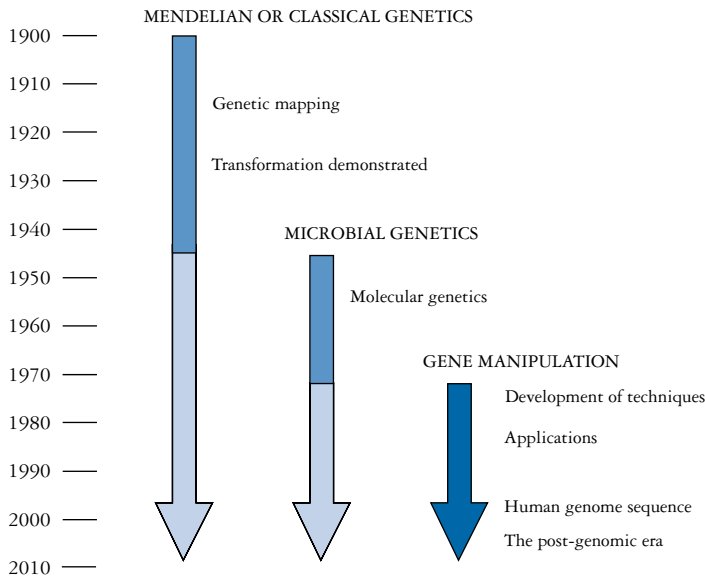 MENDELIAN OR CLASSICAL GENETICS
1900
1910
Genetic mapping
1920
Transformation demonstrated
1930
1940
MICROBIAL GENETICS
1950
Molecular genetics
1960
GENE MANIPULATION
1970
Development of techniques
1980
Applications
1990
Human genome sequence
2000
The post-genomic era
2010